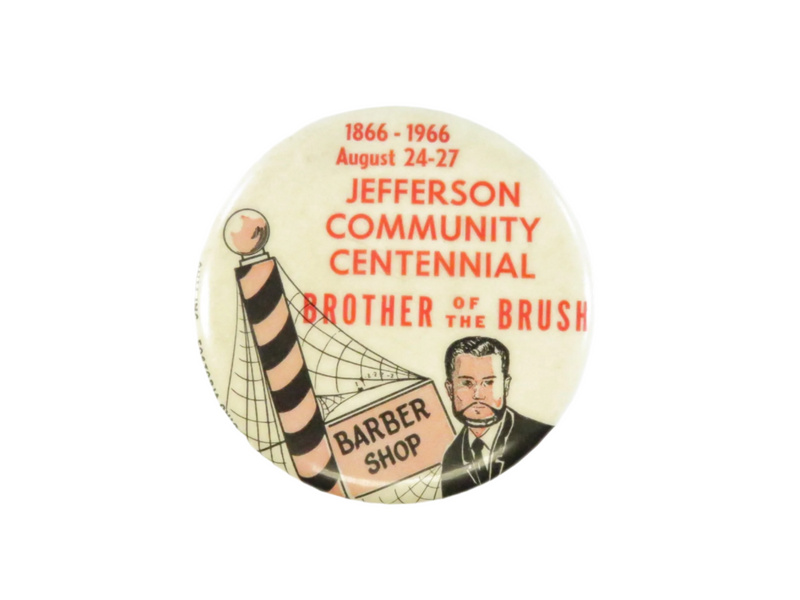 1866 - 1966
August 24-27
JEFFERSON
COMMUNITY
CENTENNIAL
BROTHER OF THE BRUSH
BARBER
SHOP